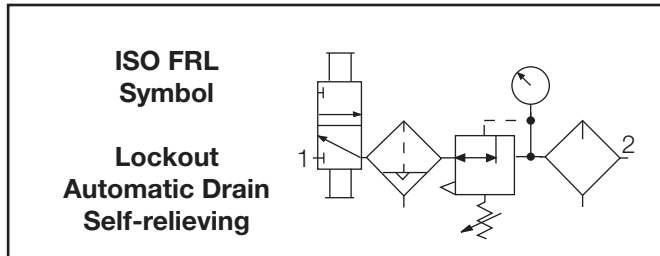 ISO FRL
Symbol
Lockout
Automatic Drain
Self-relieving
1
2